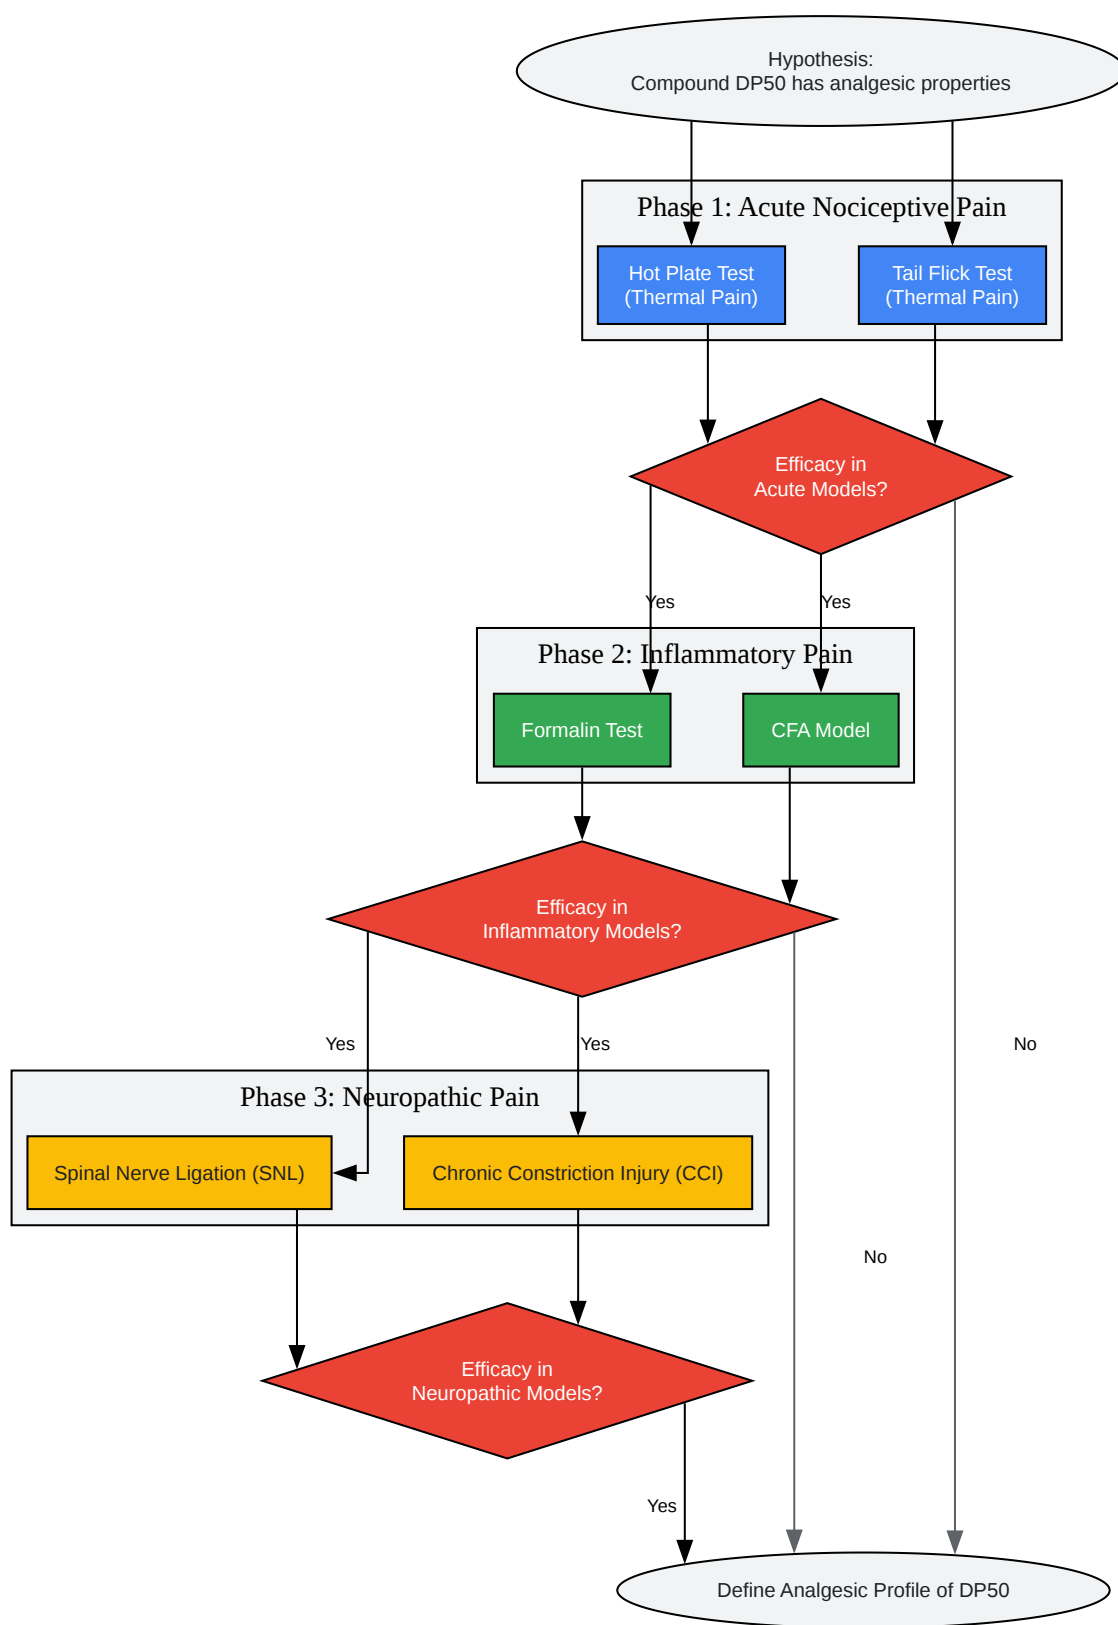 Hypothesis:
Compound DP50 has analgesic properties
Phase 1: Acute Nociceptive Pain
Hot Plate Test
(Thermal Pain)
Tail Flick Test
(Thermal Pain)
Efficacy in
Acute Models?
Yes
Yes
Phase 2: Inflammatory Pain
Formalin Test
CFA Model
Efficacy in
Inflammatory Models?
Yes
Yes
No
Phase 3: Neuropathic Pain
Spinal Nerve Ligation (SNL)
Chronic Constriction Injury (CCI)
No
Efficacy in
Neuropathic Models?
Yes
Define Analgesic Profile of DP50